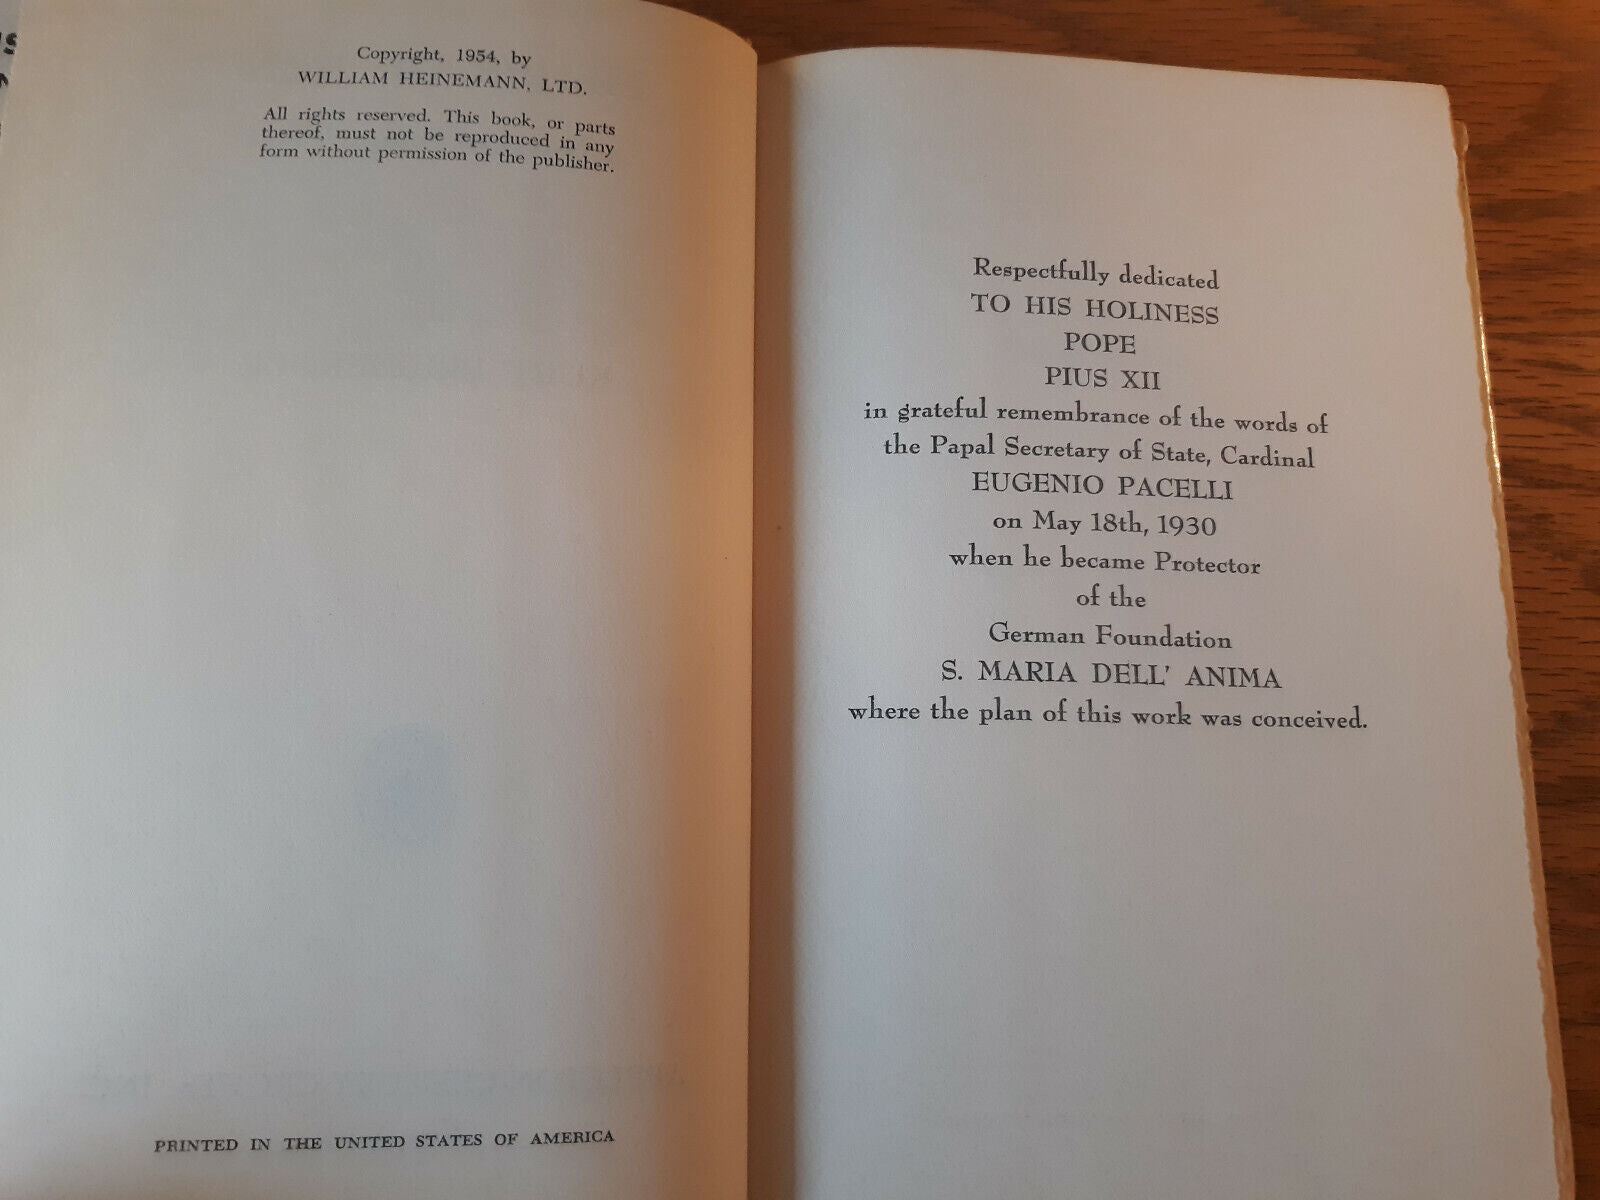 Copyright, 1954, by
WILLIAM HEINEMANN, LTD.
All rights reserved. This book, or parts
thereof, must not be reproduced in any
form without permission of the publisher.
PRINTED IN THE UNITED STATES OF AMERICA
Respectfully dedicated
TO HIS HOLINESS
POPE
PIUS XII
in grateful remembrance of the words of
the Papal Secretary of State, Cardinal
EUGENIO PACELLI
on May 18th, 1930
when he became Protector
of the
German Foundation
S. MARIA DELL' ANIMA
where the plan of this work was conceived.